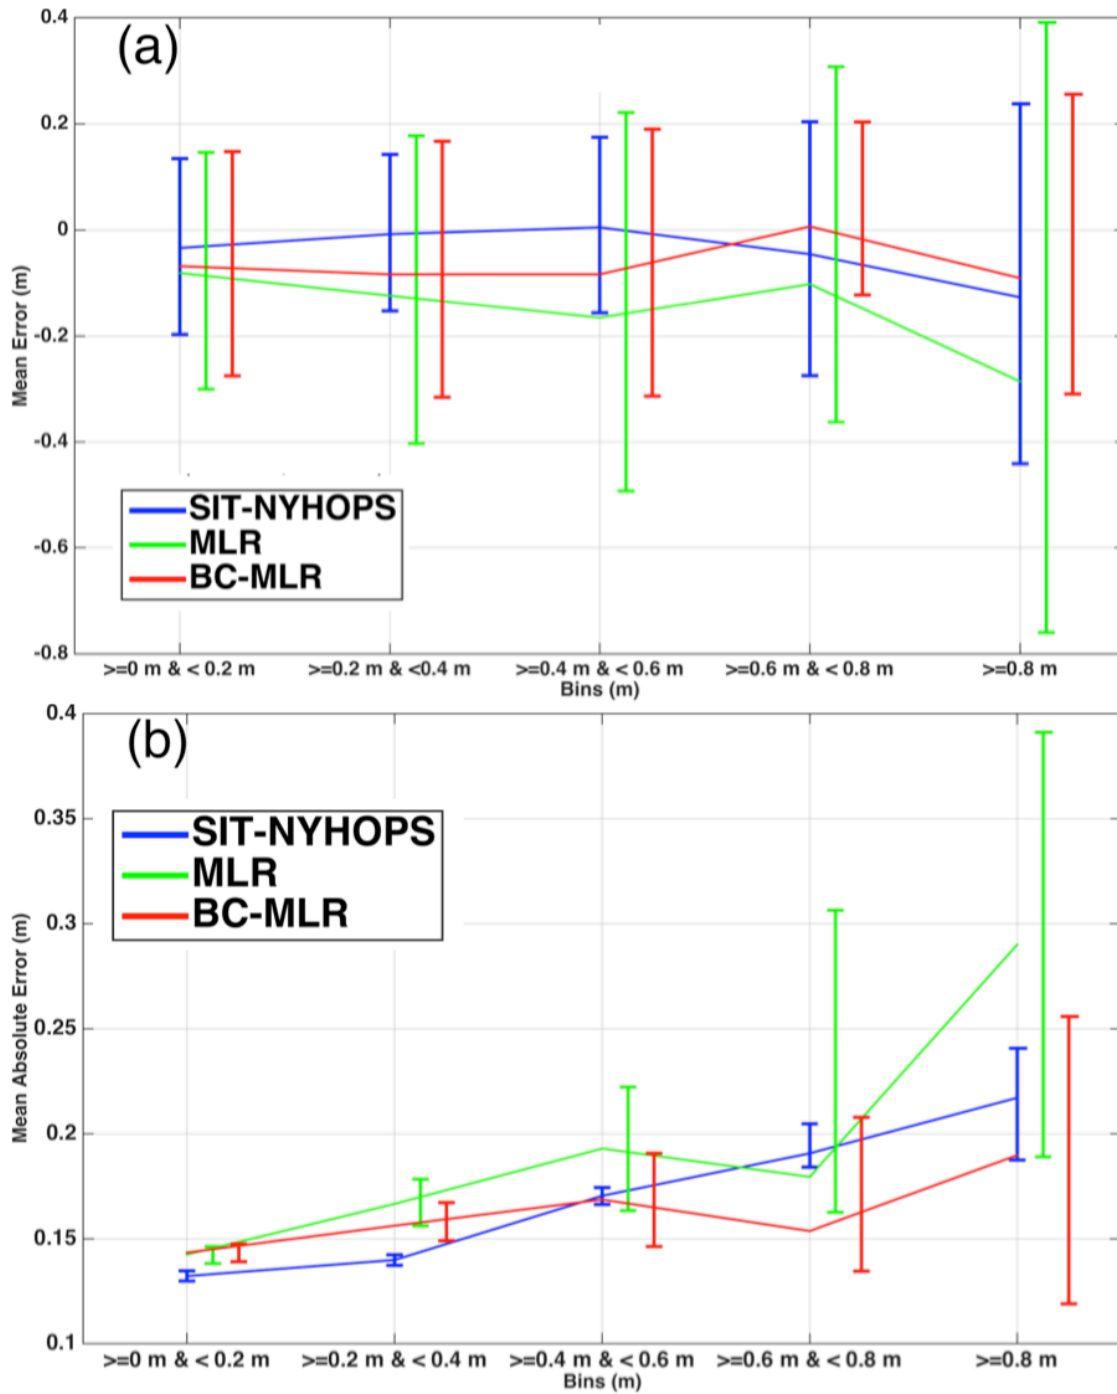 (a)
0.4
0.2
0
-0.2
-0.4
-0.6
-0.8
Mean Error (m)
SIT-NYHOPS
MLR
BC-MLR
>=0 m & < 0.2 m >=0.2 m & <0.4 m >=0.4 m & < 0.6 m >=0.6 m & < 0.8 m >=0.8 m
Bins (m)
(b)
0.4
0.35
0.3
0.25
0.2
0.15
0.1
Mean Absolute Error (m)
SIT-NYHOPS
MLR
BC-MLR
>=0 m & < 0.2 m >=0.2 m & < 0.4 m >=0.4 m & < 0.6 m >=0.6 m & < 0.8 m >=0.8 m
Bins (m)